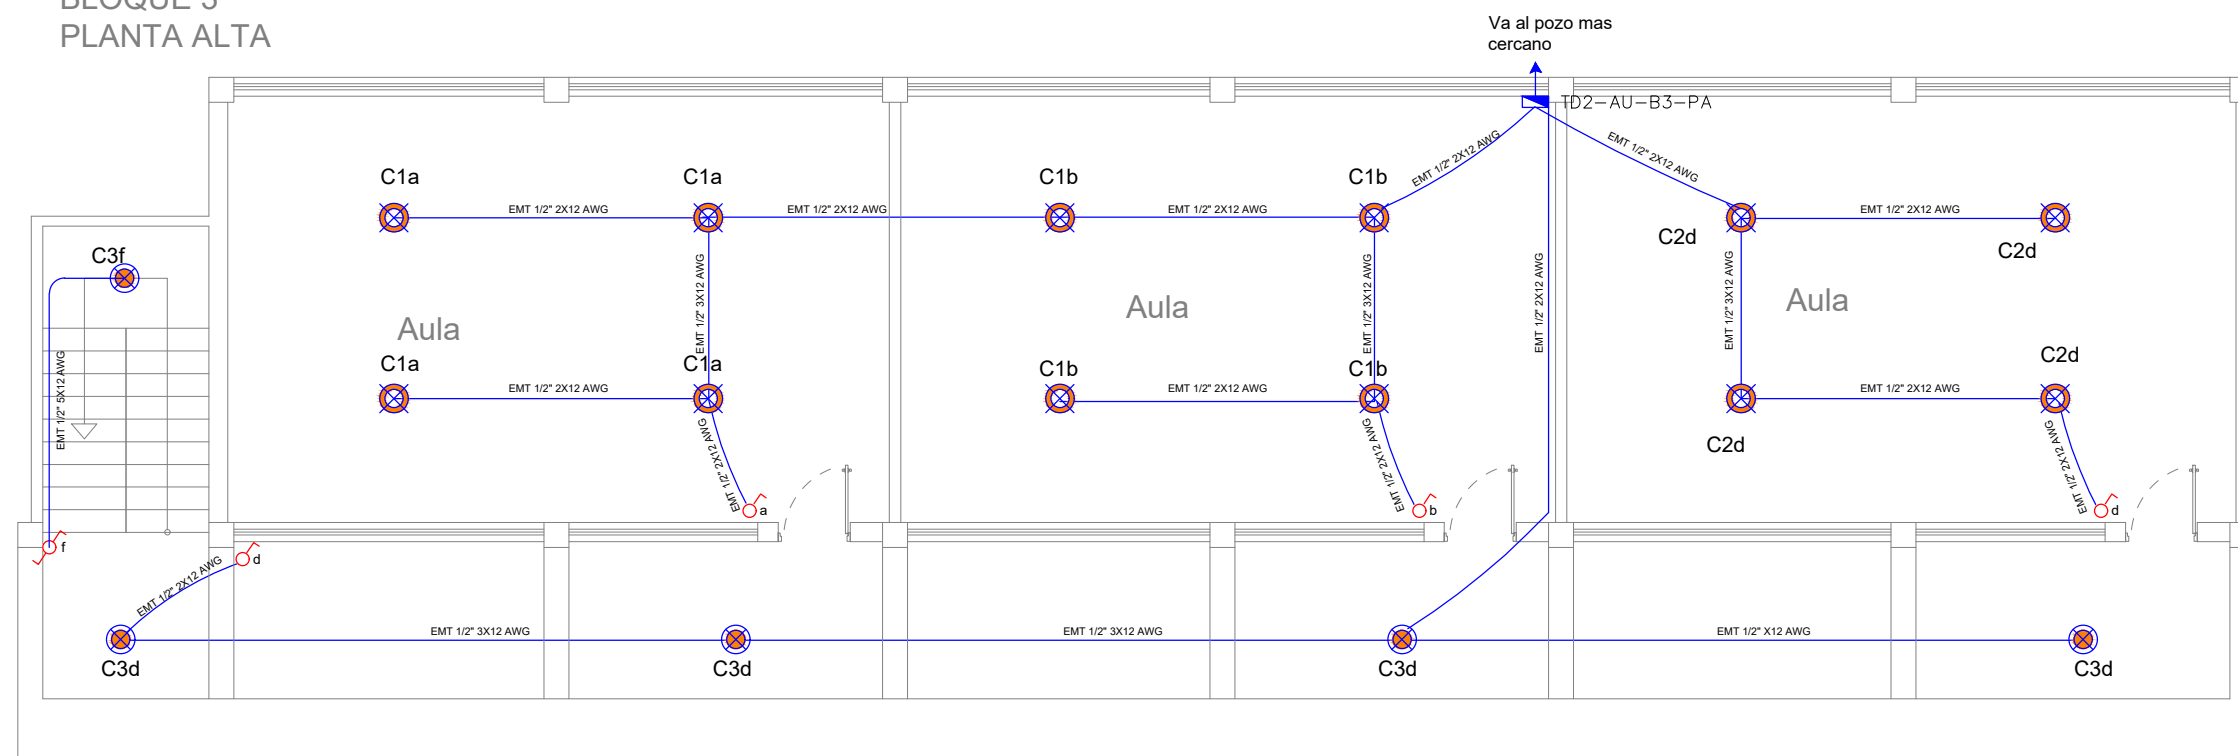 BLOQUE 3
PLANTA ALTA
Va al pozo mas
cercano
TD2-AU-B3-PA
EMT 1/2" 2X12 AWG
EMT 1/2" 2X12 AWG
C1a
C1a
C1b
C1b
EMT 1/2" 2X12 AWG
EMT 1/2" 2X12 AWG
EMT 1/2" 2X12 AWG
EMT 1/2" 2X12 AWG
C2d
C2d
C3f
EMT 1/2" 3X12 AWG
EMT 1/2" 3X12 AWG
EMT 1/2" 2X12 AWG
EMT 1/2" 3X12 AWG
Aula
Aula
Aula
C1a
C1a
C1b
C1b
C2d
EMT 1/2" 5X12 AWG
EMT 1/2" 2X12 AWG
EMT 1/2" 2X12 AWG
EMT 1/2" 2X12 AWG
C2d
EMT 1/2" 2X12 AWG
EMT 1/2" 2X12 AWG
EMT 1/2" 2X12 AWG
a
b
d
f
d
EMT 1/2" 2X12 AWG
EMT 1/2" 3X12 AWG
EMT 1/2" 3X12 AWG
EMT 1/2" X12 AWG
C3d
C3d
C3d
C3d